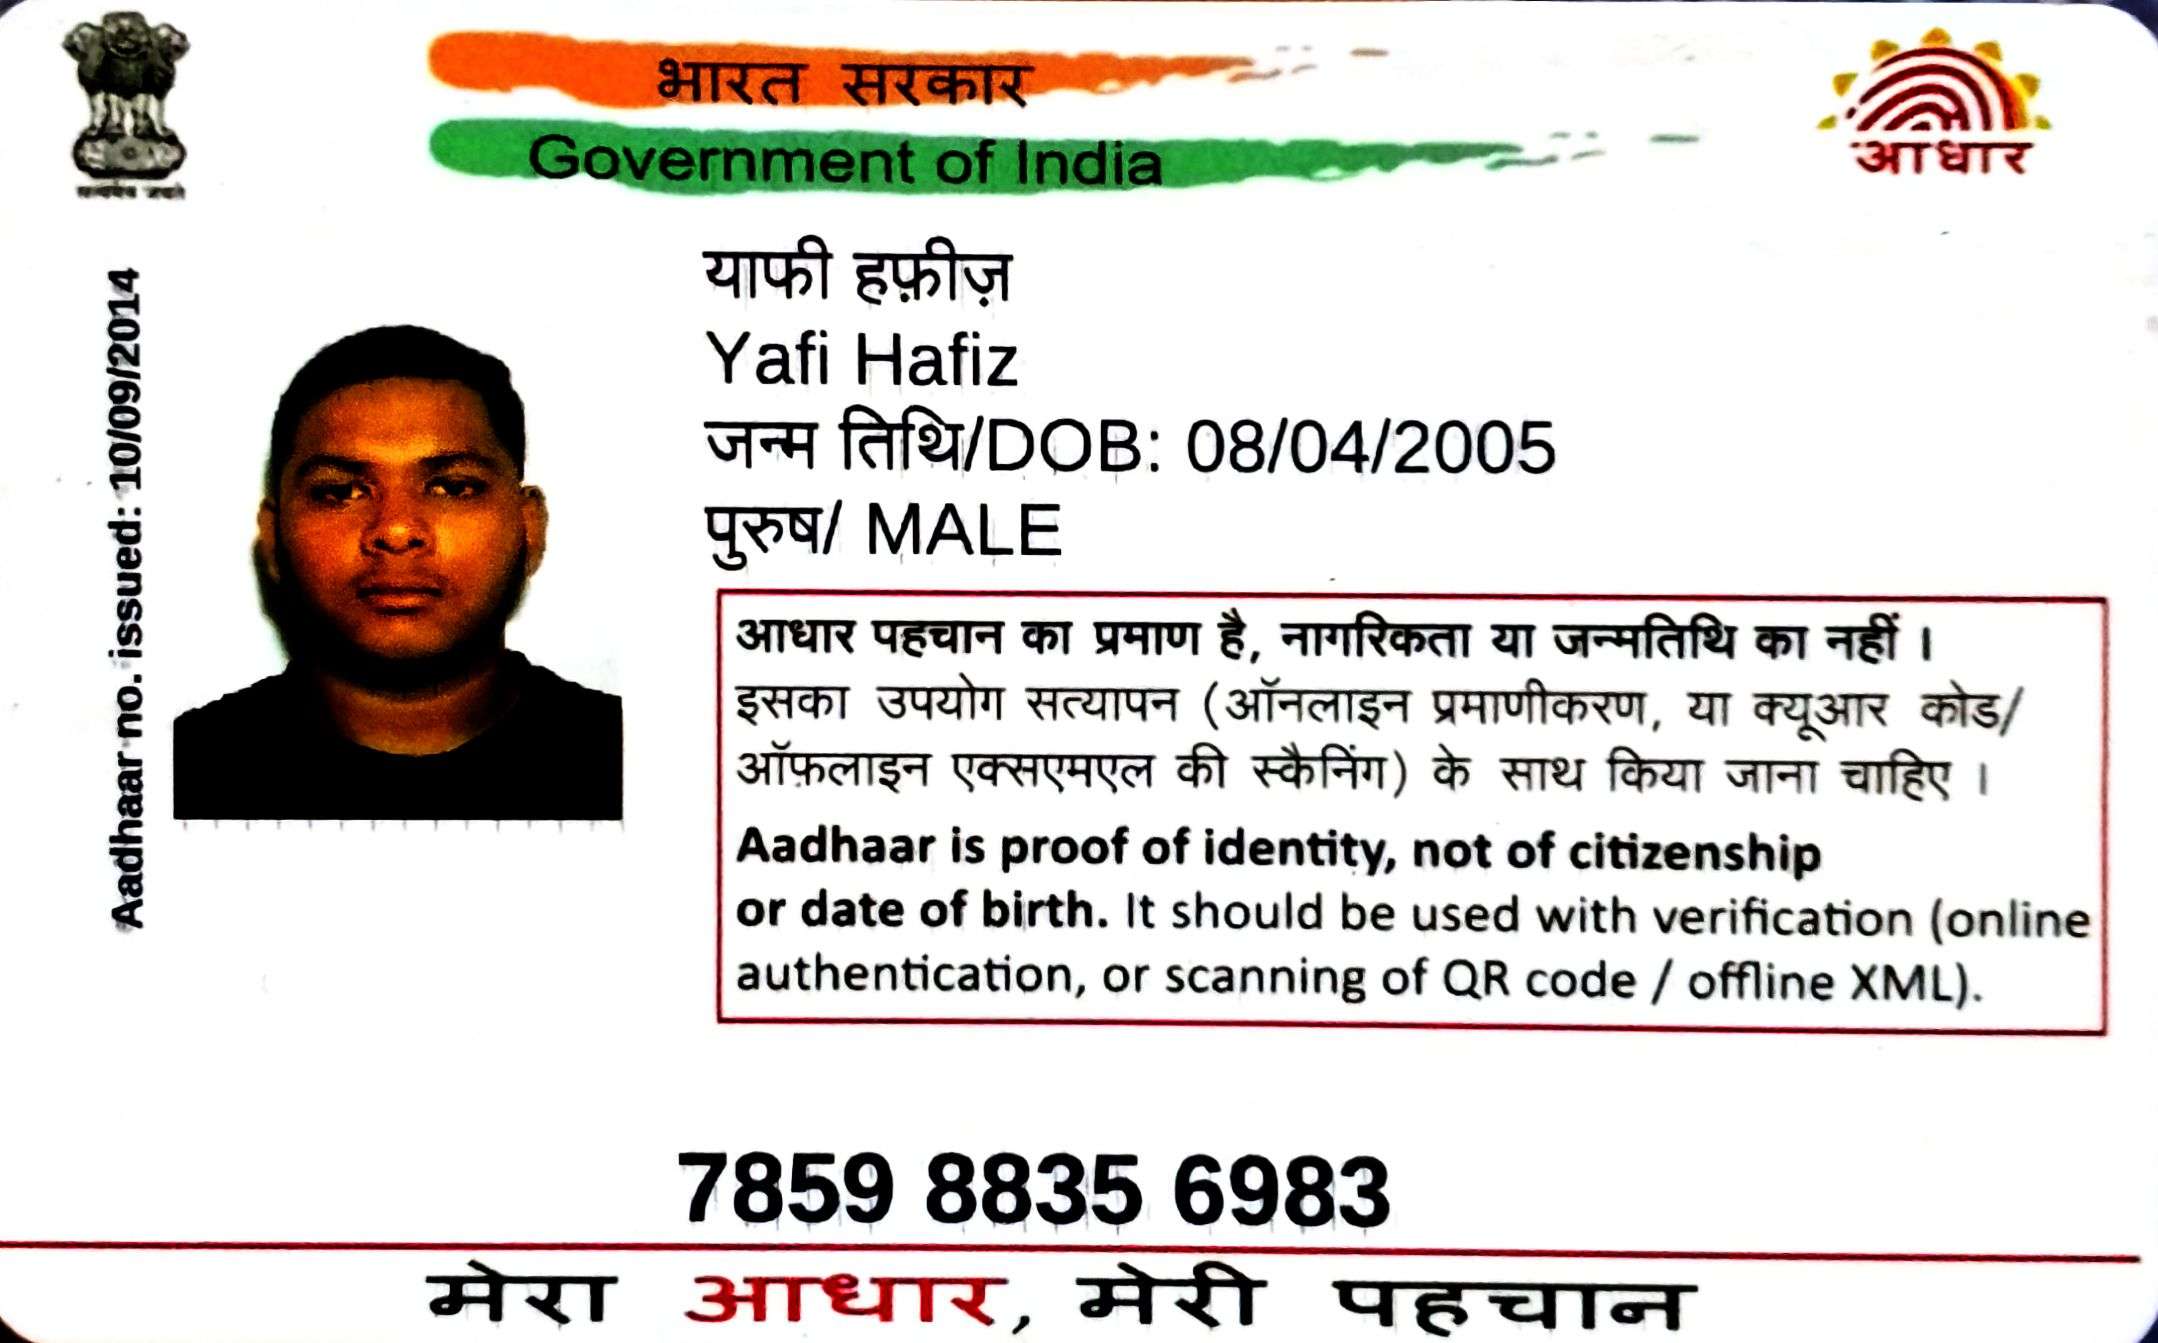 भारत सरकार
Government of India
आधार
सत्यमेव जयते
Aadhaar no. issued: 10/09/2014
याफी हफ़ीज़
Yafi Hafiz
जन्म तिथि/DOB: 08/04/2005
पुरुष/ MALE
आधार पहचान का प्रमाण है, नागरिकता या जन्मतिथि का नहीं ।
इसका उपयोग सत्यापन (ऑनलाइन प्रमाणीकरण, या क्यूआर कोड/
ऑफ़लाइन एक्सएमएल की स्कैनिंग) के साथ किया जाना चाहिए ।
Aadhaar is proof of identity, not of citizenship
or date of birth. It should be used with verification (online
authentication, or scanning of QR code / offline XML).
7859 8835 6983
मेरा आधार, मेरी पहचान